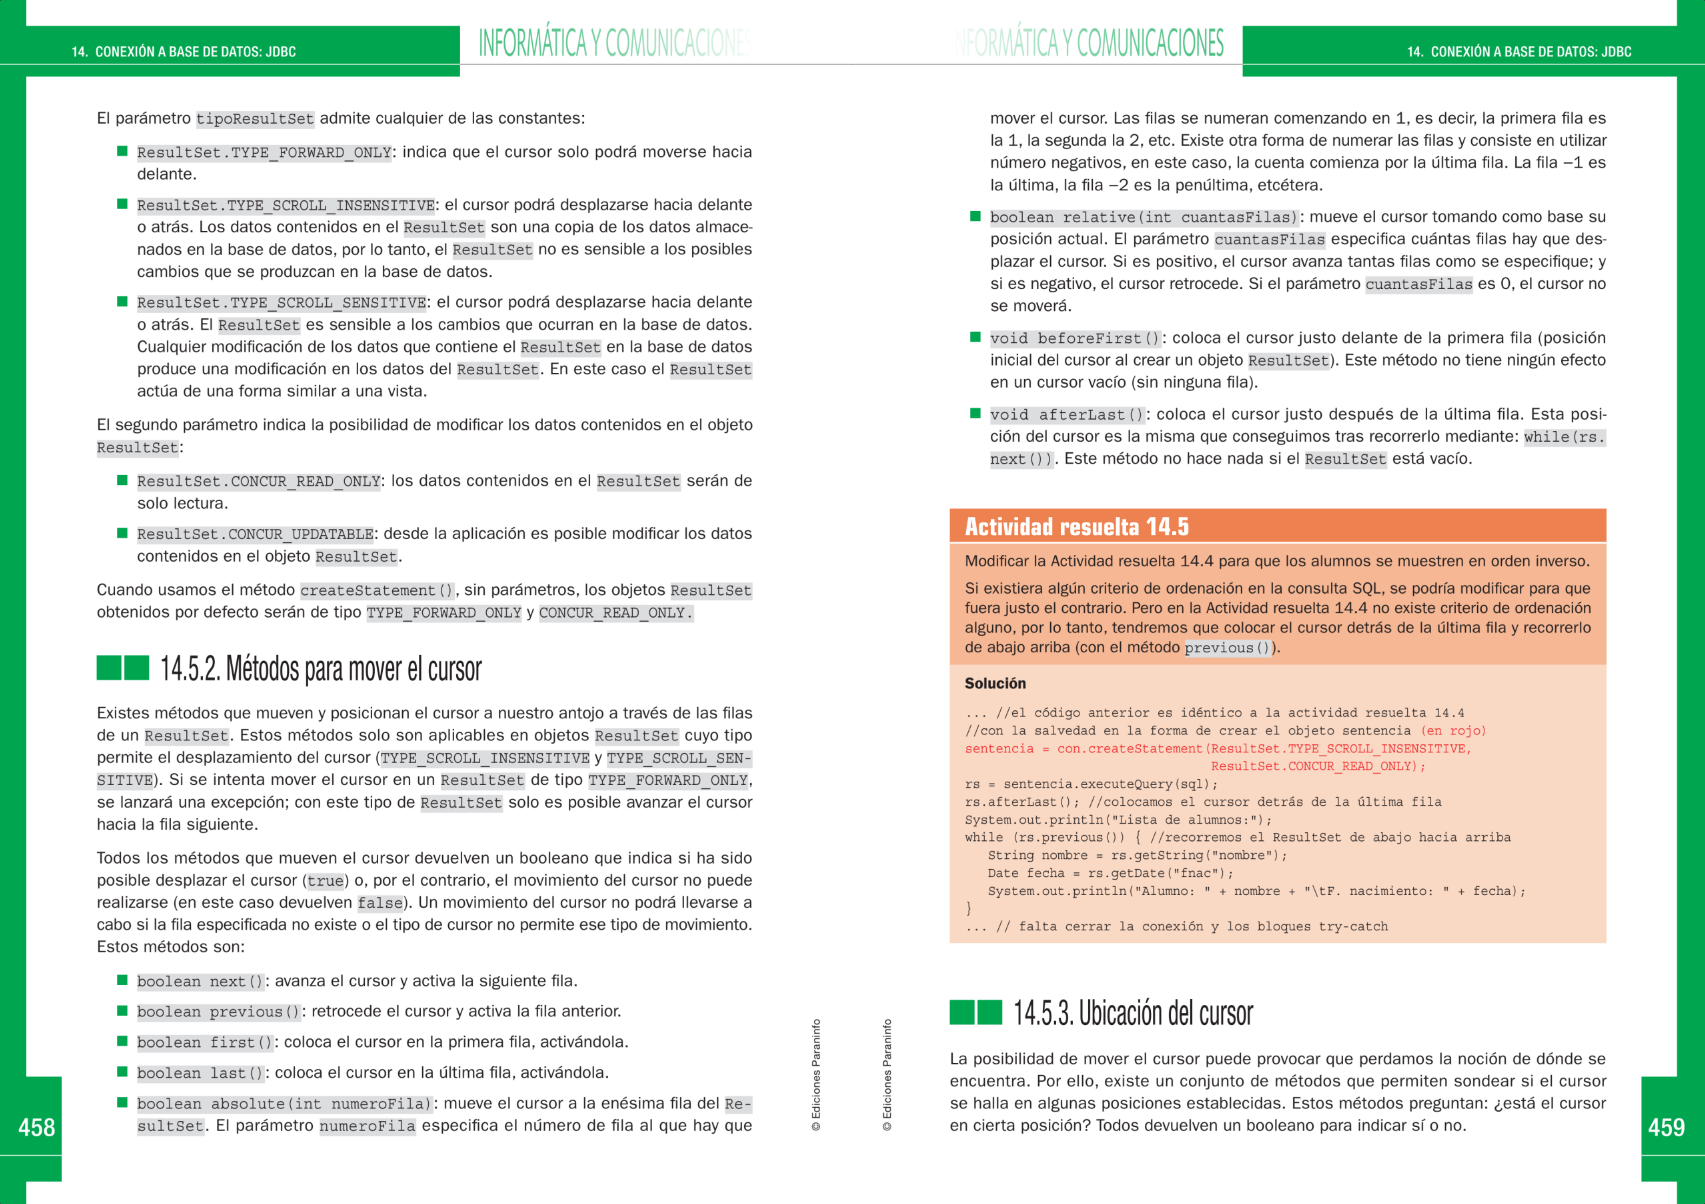 14. CONEXIÓN A BASE DE DATOS: JDBC
INFORMÁTICA Y COMUNICACIONES
El parámetro tipoResultSet admite cualquier de las constantes:
ResultSet.TYPE_FORWARD_ONLY: indica que el cursor solo podrá moverse hacia
delante.
ResultSet.TYPE_SCROLL_INSENSITIVE: el cursor podrá desplazarse hacia delante
o atrás. Los datos contenidos en el ResultSet son una copia de los datos almace-
nados en la base de datos, por lo tanto, el ResultSet no es sensible a los posibles
cambios que se produzcan en la base de datos.
ResultSet.TYPE_SCROLL_SENSITIVE: el cursor podrá desplazarse hacia delante
o atrás. El ResultSet es sensible a los cambios que ocurran en la base de datos.
Cualquier modificación de los datos que contiene el ResultSet en la base de datos
produce una modificación en los datos del ResultSet. En este caso el ResultSet
actúa de una forma similar a una vista.
El segundo parámetro indica la posibilidad de modificar los datos contenidos en el objeto
ResultSet:
ResultSet.CONCUR_READ_ONLY: los datos contenidos en el ResultSet serán de
solo lectura.
ResultSet.CONCUR_UPDATABLE: desde la aplicación es posible modificar los datos
contenidos en el objeto ResultSet.
Cuando usamos el método createStatement(), sin parámetros, los objetos ResultSet
obtenidos por defecto serán de tipo TYPE_FORWARD_ONLY y CONCUR_READ_ONLY.
14.5.2. Métodos para mover el cursor
Existes métodos que mueven y posicionan el cursor a nuestro antojo a través de las filas
de un ResultSet. Estos métodos solo son aplicables en objetos ResultSet cuyo tipo
permite el desplazamiento del cursor (TYPE_SCROLL_INSENSITIVE y TYPE_SCROLL_SEN-
SITIVE). Si se intenta mover el cursor en un ResultSet de tipo TYPE_FORWARD_ONLY,
se lanzará una excepción; con este tipo de ResultSet solo es posible avanzar el cursor
hacia la fila siguiente.
Todos los métodos que mueven el cursor devuelven un booleano que indica si ha sido
posible desplazar el cursor (true) o, por el contrario, el movimiento del cursor no puede
realizarse (en este caso devuelven false). Un movimiento del cursor no podrá llevarse a
cabo si la fila especificada no existe o el tipo de cursor no permite ese tipo de movimiento.
Estos métodos son:
boolean next(): avanza el cursor y activa la siguiente fila.
boolean previous(): retrocede el cursor y activa la fila anterior.
boolean first(): coloca el cursor en la primera fila, activándola.
boolean last(): coloca el cursor en la última fila, activándola.
boolean absolute(int numeroFila): mueve el cursor a la enésima fila del Re-
sultSet. El parámetro numeroFila especifica el número de fila al que hay que
458
© Ediciones Paraninfo
INFORMÁTICA Y COMUNICACIONES
14. CONEXIÓN A BASE DE DATOS: JDBC
mover el cursor. Las filas se numeran comenzando en 1, es decir, la primera fila es
la 1, la segunda la 2, etc. Existe otra forma de numerar las filas y consiste en utilizar
número negativos, en este caso, la cuenta comienza por la última fila. La fila −1 es
la última, la fila −2 es la penúltima, etcétera.
boolean relative(int cuantasFilas): mueve el cursor tomando como base su
posición actual. El parámetro cuantasFilas especifica cuántas filas hay que des-
plazar el cursor. Si es positivo, el cursor avanza tantas filas como se especifique; y
si es negativo, el cursor retrocede. Si el parámetro cuantasFilas es 0, el cursor no
se moverá.
void beforeFirst(): coloca el cursor justo delante de la primera fila (posición
inicial del cursor al crear un objeto ResultSet). Este método no tiene ningún efecto
en un cursor vacío (sin ninguna fila).
void afterLast(): coloca el cursor justo después de la última fila. Esta posi-
ción del cursor es la misma que conseguimos tras recorrerlo mediante: while(rs.
next()). Este método no hace nada si el ResultSet está vacío.
Actividad resuelta 14.5
Modificar la Actividad resuelta 14.4 para que los alumnos se muestren en orden inverso.
Si existiera algún criterio de ordenación en la consulta SQL, se podría modificar para que
fuera justo el contrario. Pero en la Actividad resuelta 14.4 no existe criterio de ordenación
alguno, por lo tanto, tendremos que colocar el cursor detrás de la última fila y recorrerlo
de abajo arriba (con el método previous()).
Solución
... //el código anterior es idéntico a la actividad resuelta 14.4
//con la salvedad en la forma de crear el objeto sentencia (en rojo)
sentencia = con.createStatement(ResultSet.TYPE_SCROLL_INSENSITIVE,
ResultSet.CONCUR_READ_ONLY);
rs = sentencia.executeQuery(sql);
rs.afterLast(); //colocamos el cursor detrás de la última fila
System.out.println("Lista de alumnos:");
while (rs.previous()) { //recorremos el ResultSet de abajo hacia arriba
String nombre = rs.getString("nombre");
Date fecha = rs.getDate("fnac");
System.out.println("Alumno: " + nombre + "\tF. nacimiento: " + fecha);
}
... // falta cerrar la conexión y los bloques try-catch
14.5.3. Ubicación del cursor
La posibilidad de mover el cursor puede provocar que perdamos la noción de dónde se
encuentra. Por ello, existe un conjunto de métodos que permiten sondear si el cursor
se halla en algunas posiciones establecidas. Estos métodos preguntan: ¿está el cursor
en cierta posición? Todos devuelven un booleano para indicar sí o no.
© Ediciones Paraninfo
459